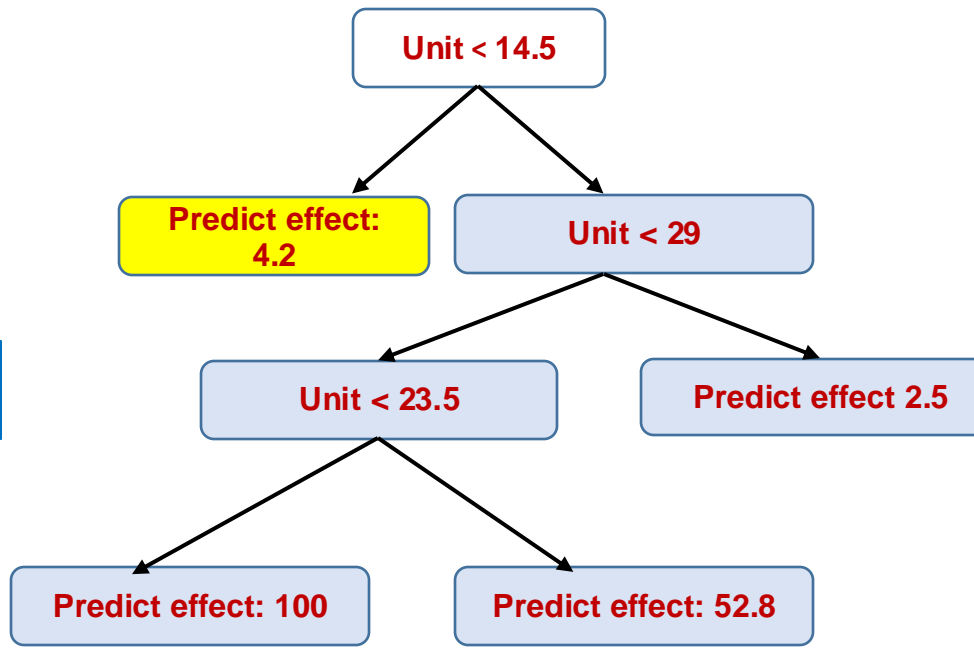 Unit < 14.5
Predict effect:
4.2
Unit < 29
Unit < 23.5
Predict effect 2.5
Predict effect: 100
Predict effect: 52.8